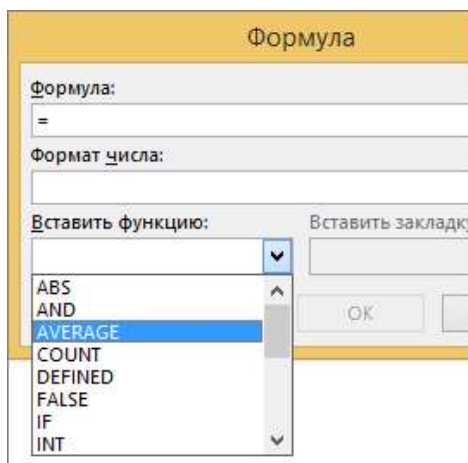 Формула
Формула:
=
Формат числа:
Вставить функцию: Вставить закладку
ABS
AND
AVERAGE
OK
COUNT
DEFINED
FALSE
IF
INT